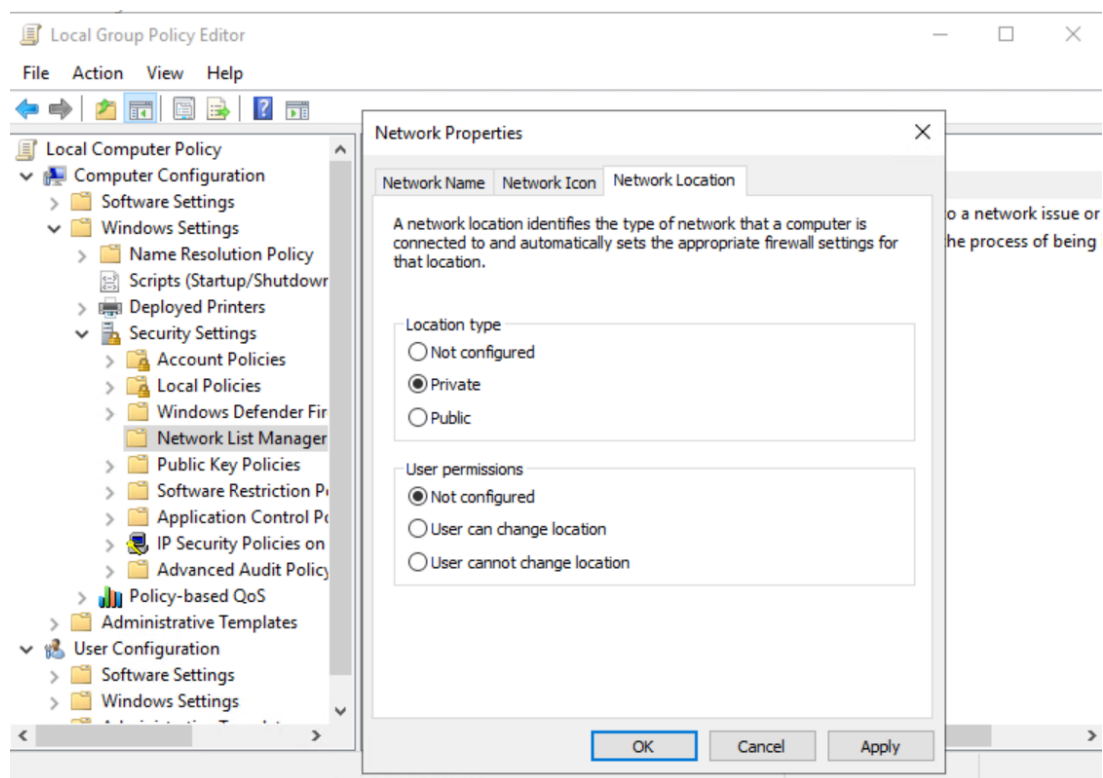 Local Group Policy Editor
File Action View Help
Local Computer Policy
Computer Configuration
Software Settings
Windows Settings
Name Resolution Policy
Scripts (Startup/Shutdowr
Deployed Printers
Security Settings
Account Policies
Local Policies
Windows Defender Fir
Network List Manager
Public Key Policies
Software Restriction P
Application Control Po
IP Security Policies on
Advanced Audit Policy
Policy-based QoS
Administrative Templates
User Configuration
Software Settings
Windows Settings
Network Properties
Network Name Network Icon Network Location
A network location identifies the type of network that a computer is
connected to and automatically sets the appropriate firewall settings for
that location.
Location type
Not configured
Private
Public
User permissions
Not configured
User can change location
User cannot change location
OK Cancel Apply
o a network issue or
he process of being